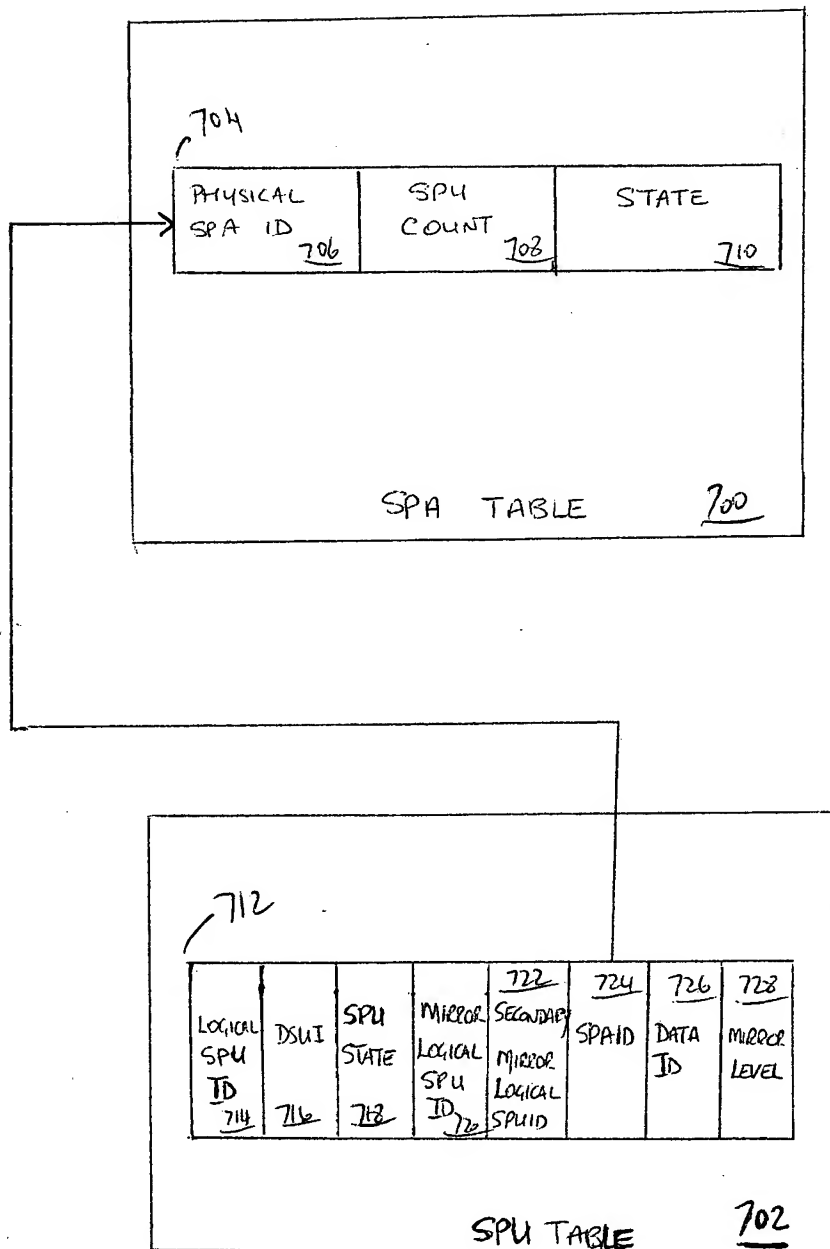 704
PHYSICAL
SPA ID
706
SPU
COUNT
708
STATE
710
SPA TABLE 700
712
LOGICAL
SPU
ID
714
DSUI
716
SPU
STATE
718
MIRROR
LOGICAL
SPU
ID
720
722
SECONDARY
MIRROR
LOGICAL
SPUID
724
SPAID
726
DATA
ID
728
MIRROR
LEVEL
SPU TABLE 702